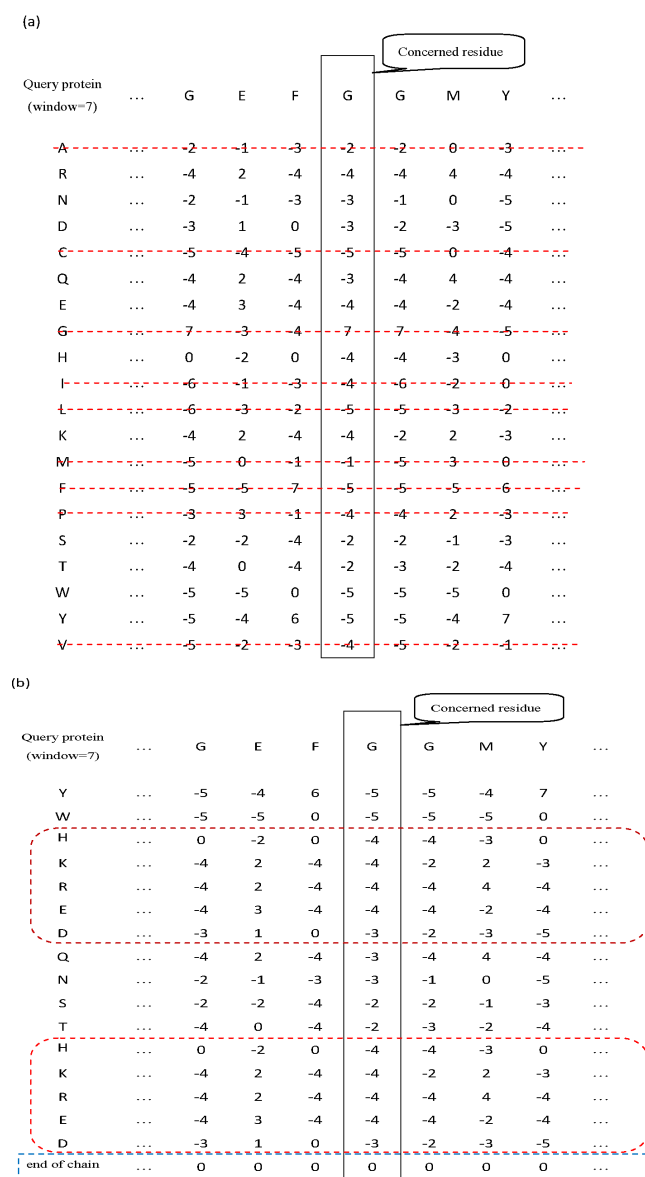 (a)
Concerned residue
Query protein
(window=7)
... G E F G G M Y ...
A ... -2 -1 -3 -2 -2 0 -3 ...
R ... -4 2 -4 -4 -4 4 -4 ...
N ... -2 -1 -3 -3 -1 0 -5 ...
D ... -3 1 0 -3 -2 -3 -5 ...
C ... -5 -4 -5 -5 -5 0 -4 ...
Q ... -4 2 -4 -3 -4 4 -4 ...
E ... -4 3 -4 -4 -4 -2 -4 ...
G ... 7 -3 -4 7 7 -4 -5 ...
H ... 0 -2 0 -4 -4 -3 0 ...
I ... -6 -1 -3 -4 -6 -2 0 ...
L ... -6 -3 -2 -5 -5 -3 -2 ...
K ... -4 2 -4 -4 -2 2 -3 ...
M ... -5 0 -1 -1 -5 3 0 ...
F ... -5 -5 7 -5 -5 -5 6 ...
P ... -3 3 -1 -4 -4 2 -3 ...
S ... -2 -2 -4 -2 -2 -1 -3 ...
T ... -4 0 -4 -2 -3 -2 -4 ...
W ... -5 -5 0 -5 -5 -5 0 ...
Y ... -5 -4 6 -5 -5 -4 7 ...
V ... -5 -2 -3 -4 -5 -2 -1 ...
(b)
Concerned residue
Query protein
(window=7)
... G E F G G M Y ...
Y ... -5 -4 6 -5 -5 -4 7 ...
W ... -5 -5 0 -5 -5 -5 0 ...
H ... 0 -2 0 -4 -4 -3 0 ...
K ... -4 2 -4 -4 -2 2 -3 ...
R ... -4 2 -4 -4 -4 4 -4 ...
E ... -4 3 -4 -4 -4 -2 -4 ...
D ... -3 1 0 -3 -2 -3 -5 ...
Q ... -4 2 -4 -3 -4 4 -4 ...
N ... -2 -1 -3 -3 -1 0 -5 ...
S ... -2 -2 -4 -2 -2 -1 -3 ...
T ... -4 0 -4 -2 -3 -2 -4 ...
H ... 0 -2 0 -4 -4 -3 0 ...
K ... -4 2 -4 -4 -2 2 -3 ...
R ... -4 2 -4 -4 -4 4 -4 ...
E ... -4 3 -4 -4 -4 -2 -4 ...
D ... -3 1 0 -3 -2 -3 -5 ...
end of chain ... 0 0 0 0 0 0 0 ...